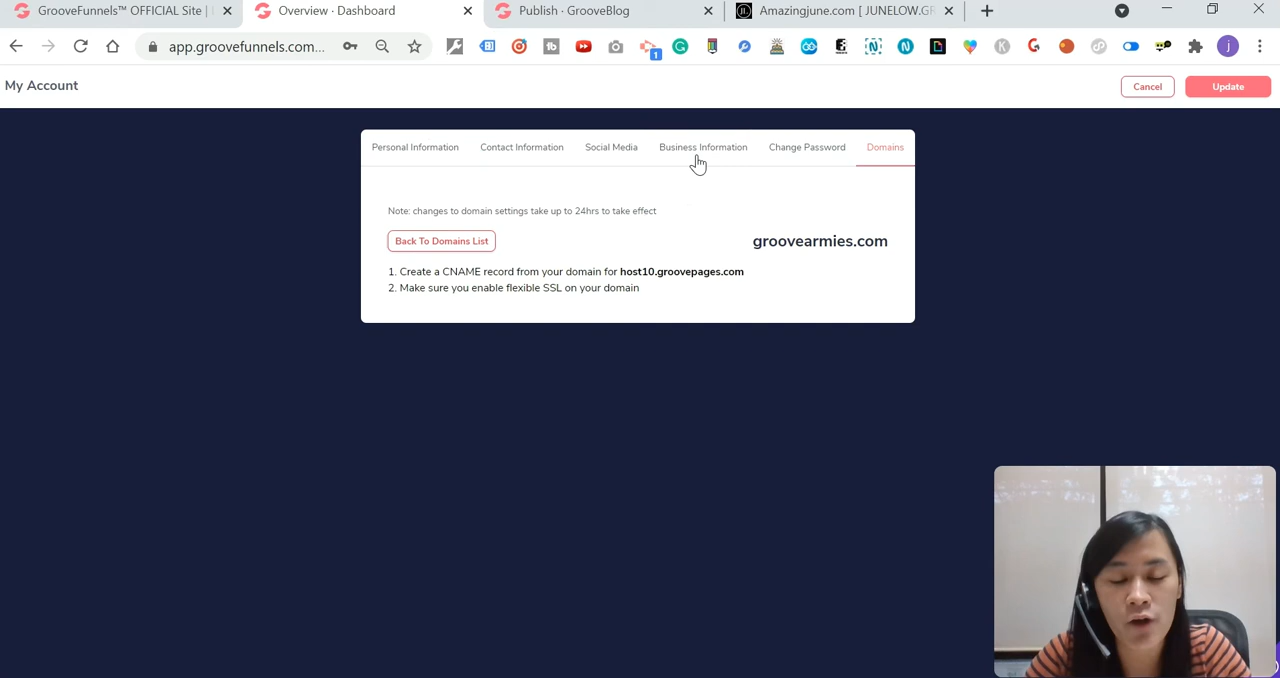 GrooveFunnels™ OFFICIAL Site |
Overview · Dashboard
Publish · GrooveBlog
Amazingjune.com [ JUNELOW.GR
app.groovefunnels.com...
1
j
My Account
Cancel
Update
Personal Information
Contact Information
Social Media
Business Information
Change Password
Domains
Note: changes to domain settings take up to 24hrs to take effect
Back To Domains List
groovearmies.com
1. Create a CNAME record from your domain for host10.groovepages.com
2. Make sure you enable flexible SSL on your domain